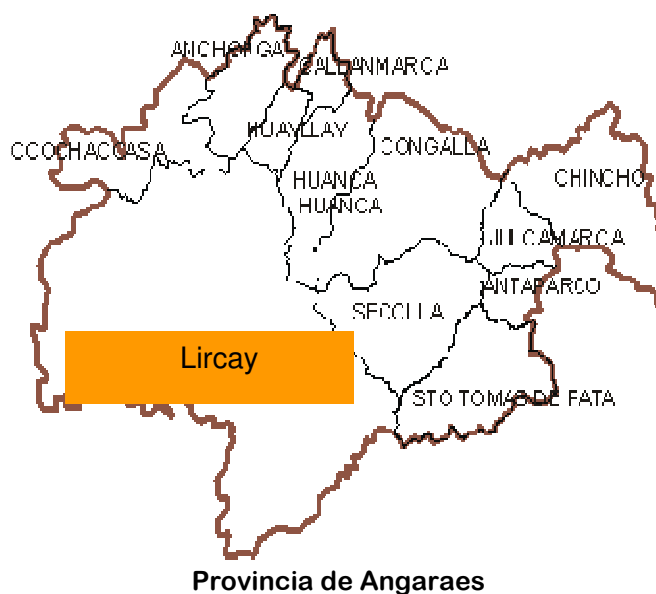 ANCHONGA
CALLANMARCA
HUAYLLAY
CCOCHACCASA
CONGALLA
HUANCA
HUANCA
CHINCHO
JULCAMARCA
ANTAPARCO
SECCLLA
Lircay
STO TOMAS DE PATA
Provincia de Angaraes